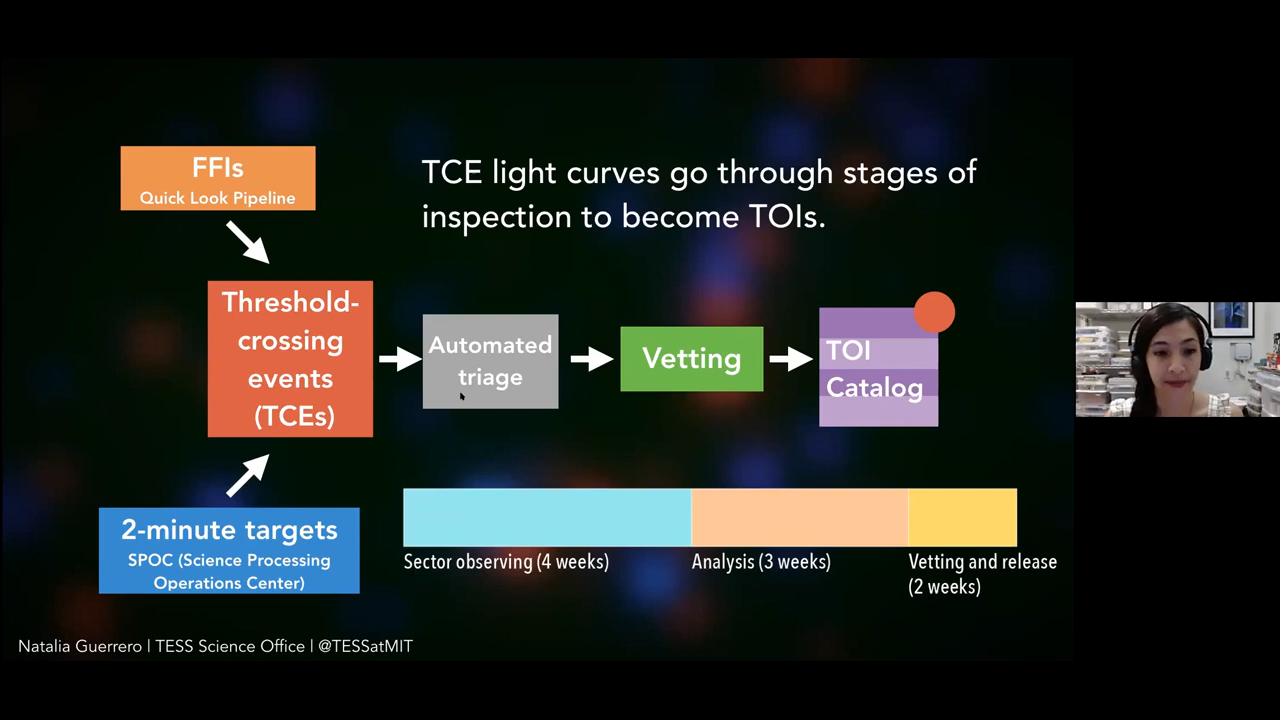 FFIs
Quick Look Pipeline
TCE light curves go through stages of
inspection to become TOIs.
Threshold-
crossing
events
(TCEs)
Automated
triage
Vetting
TOI
Catalog
2-minute targets
SPOC (Science Processing
Operations Center)
Sector observing (4 weeks)
Analysis (3 weeks)
Vetting and release
(2 weeks)
Natalia Guerrero | TESS Science Office | @TESSatMIT